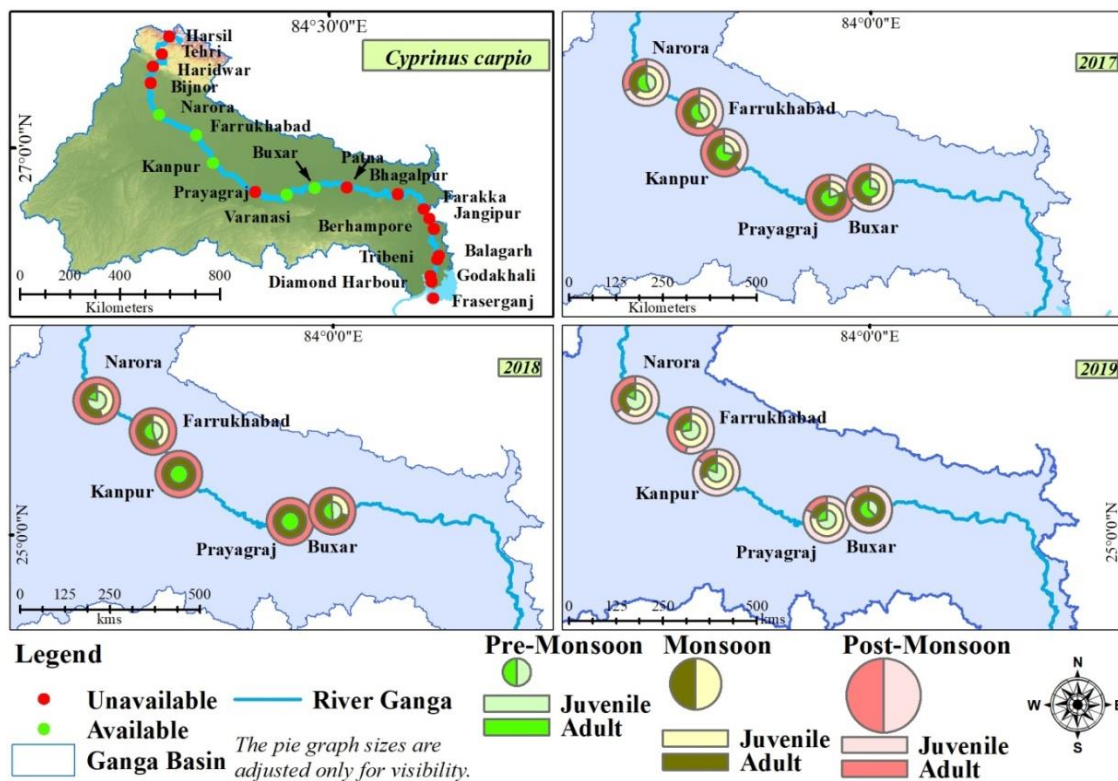 84°30'0"E
Cyprinus carpio
27°0'0"N
Harsil
Tehri
Haridwar
Bijnor
Narora
Farrukhabad
Kanpur
Buxar
Patna
Bhagalpur
Prayagraj
Farakka
Varanasi
Jangipur
Berhampore
Balagarh
Tribeni
Godakhali
Diamond Harbour
Fraserganj
0 200 400 800
Kilometers
84°0'0"E
2017
Narora
Farrukhabad
Kanpur
Prayagraj
Buxar
0 125 250 500
Kilometers
84°0'0"E
2018
25°0'0"N
Narora
Farrukhabad
Kanpur
Prayagraj
Buxar
0 125 250 500
kms
84°0'0"E
2019
25°0'0"N
Narora
Farrukhabad
Kanpur
Prayagraj
Buxar
0 125 250 500
kms
Legend
Unavailable
Available
Ganga Basin
River Ganga
The pie graph sizes are
adjusted only for visibility.
Pre-Monsoon
Juvenile
Adult
Monsoon
Juvenile
Adult
Post-Monsoon
Juvenile
Adult
N
W
E
S